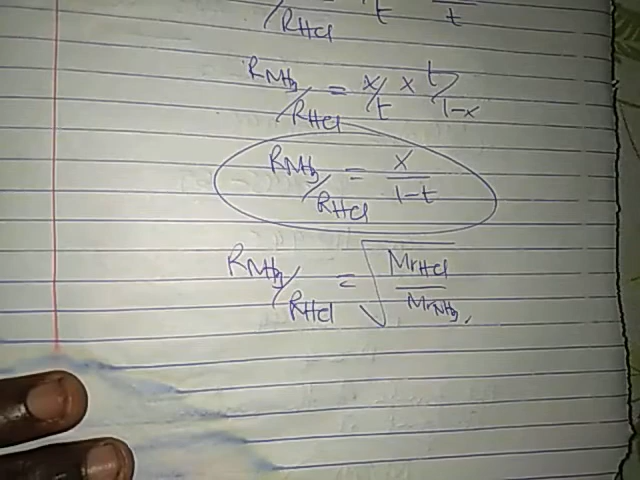 /RHCl t t
RNH3/RHCl = x/t × t/1-x
RNH3/RHCl = x/1-t
RNH3/RHCl = √MrHCl/MrNH3.